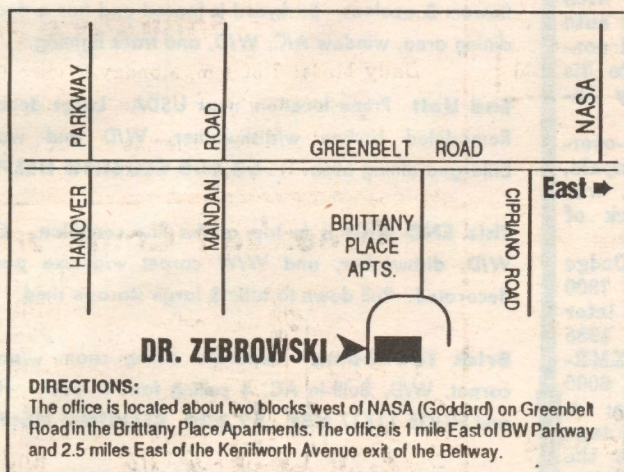 HANOVER PARKWAY
MANDAN ROAD
GREENBELT ROAD
NASA
BRITTANY
PLACE
APTS.
CIPRIANO ROAD
East
DR. ZEBROWSKI
DIRECTIONS:
The office is located about two blocks west of NASA (Goddard) on Greenbelt
Road in the Brittany Place Apartments. The office is 1 mile East of BW Parkway
and 2.5 miles East of the Kenilworth Avenue exit of the Beltway.